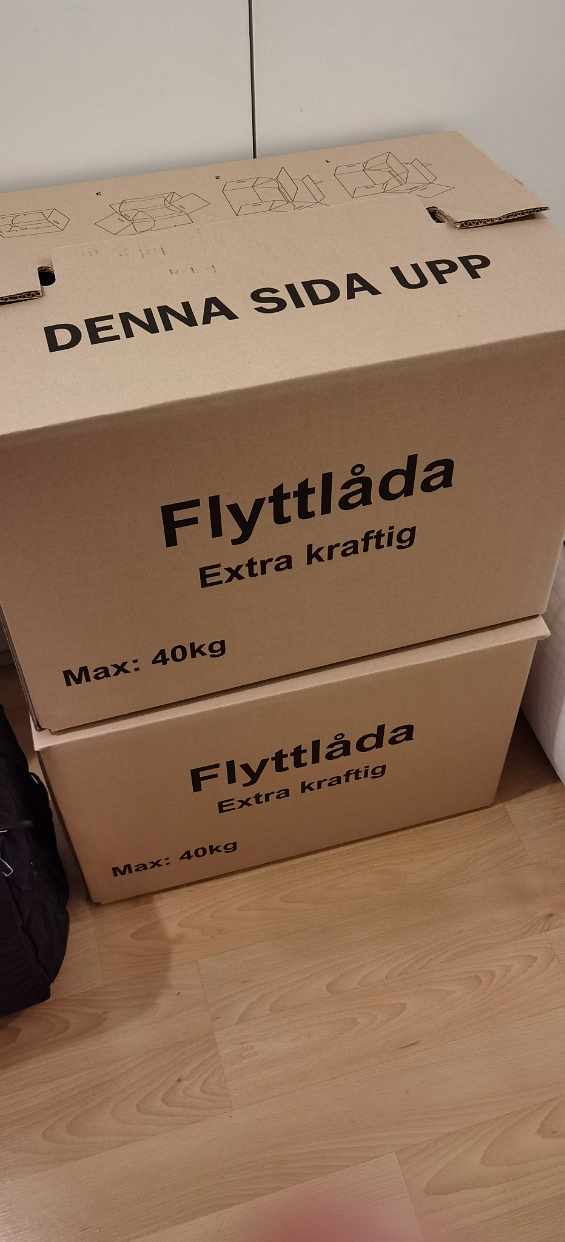 DENNA SIDA UPP
Flyttlåda
Extra kraftig
Max: 40kg
Flyttlåda
Extra kraftig
Max: 40kg